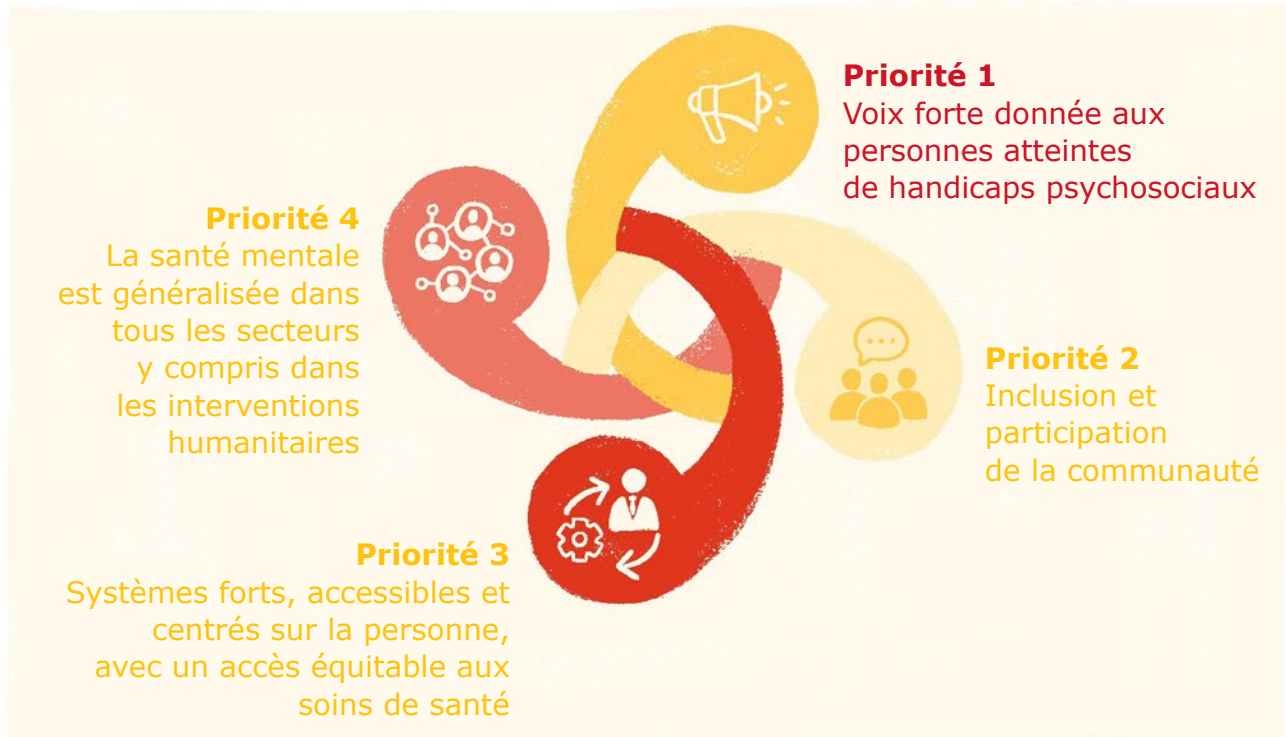 Priorité 1
Voix forte donnée aux
personnes atteintes
de handicaps psychosociaux
Priorité 2
Inclusion et
participation
de la communauté
Priorité 3
Systèmes forts, accessibles et
centrés sur la personne,
avec un accès équitable aux
soins de santé
Priorité 4
La santé mentale
est généralisée dans
tous les secteurs
y compris dans
les interventions
humanitaires